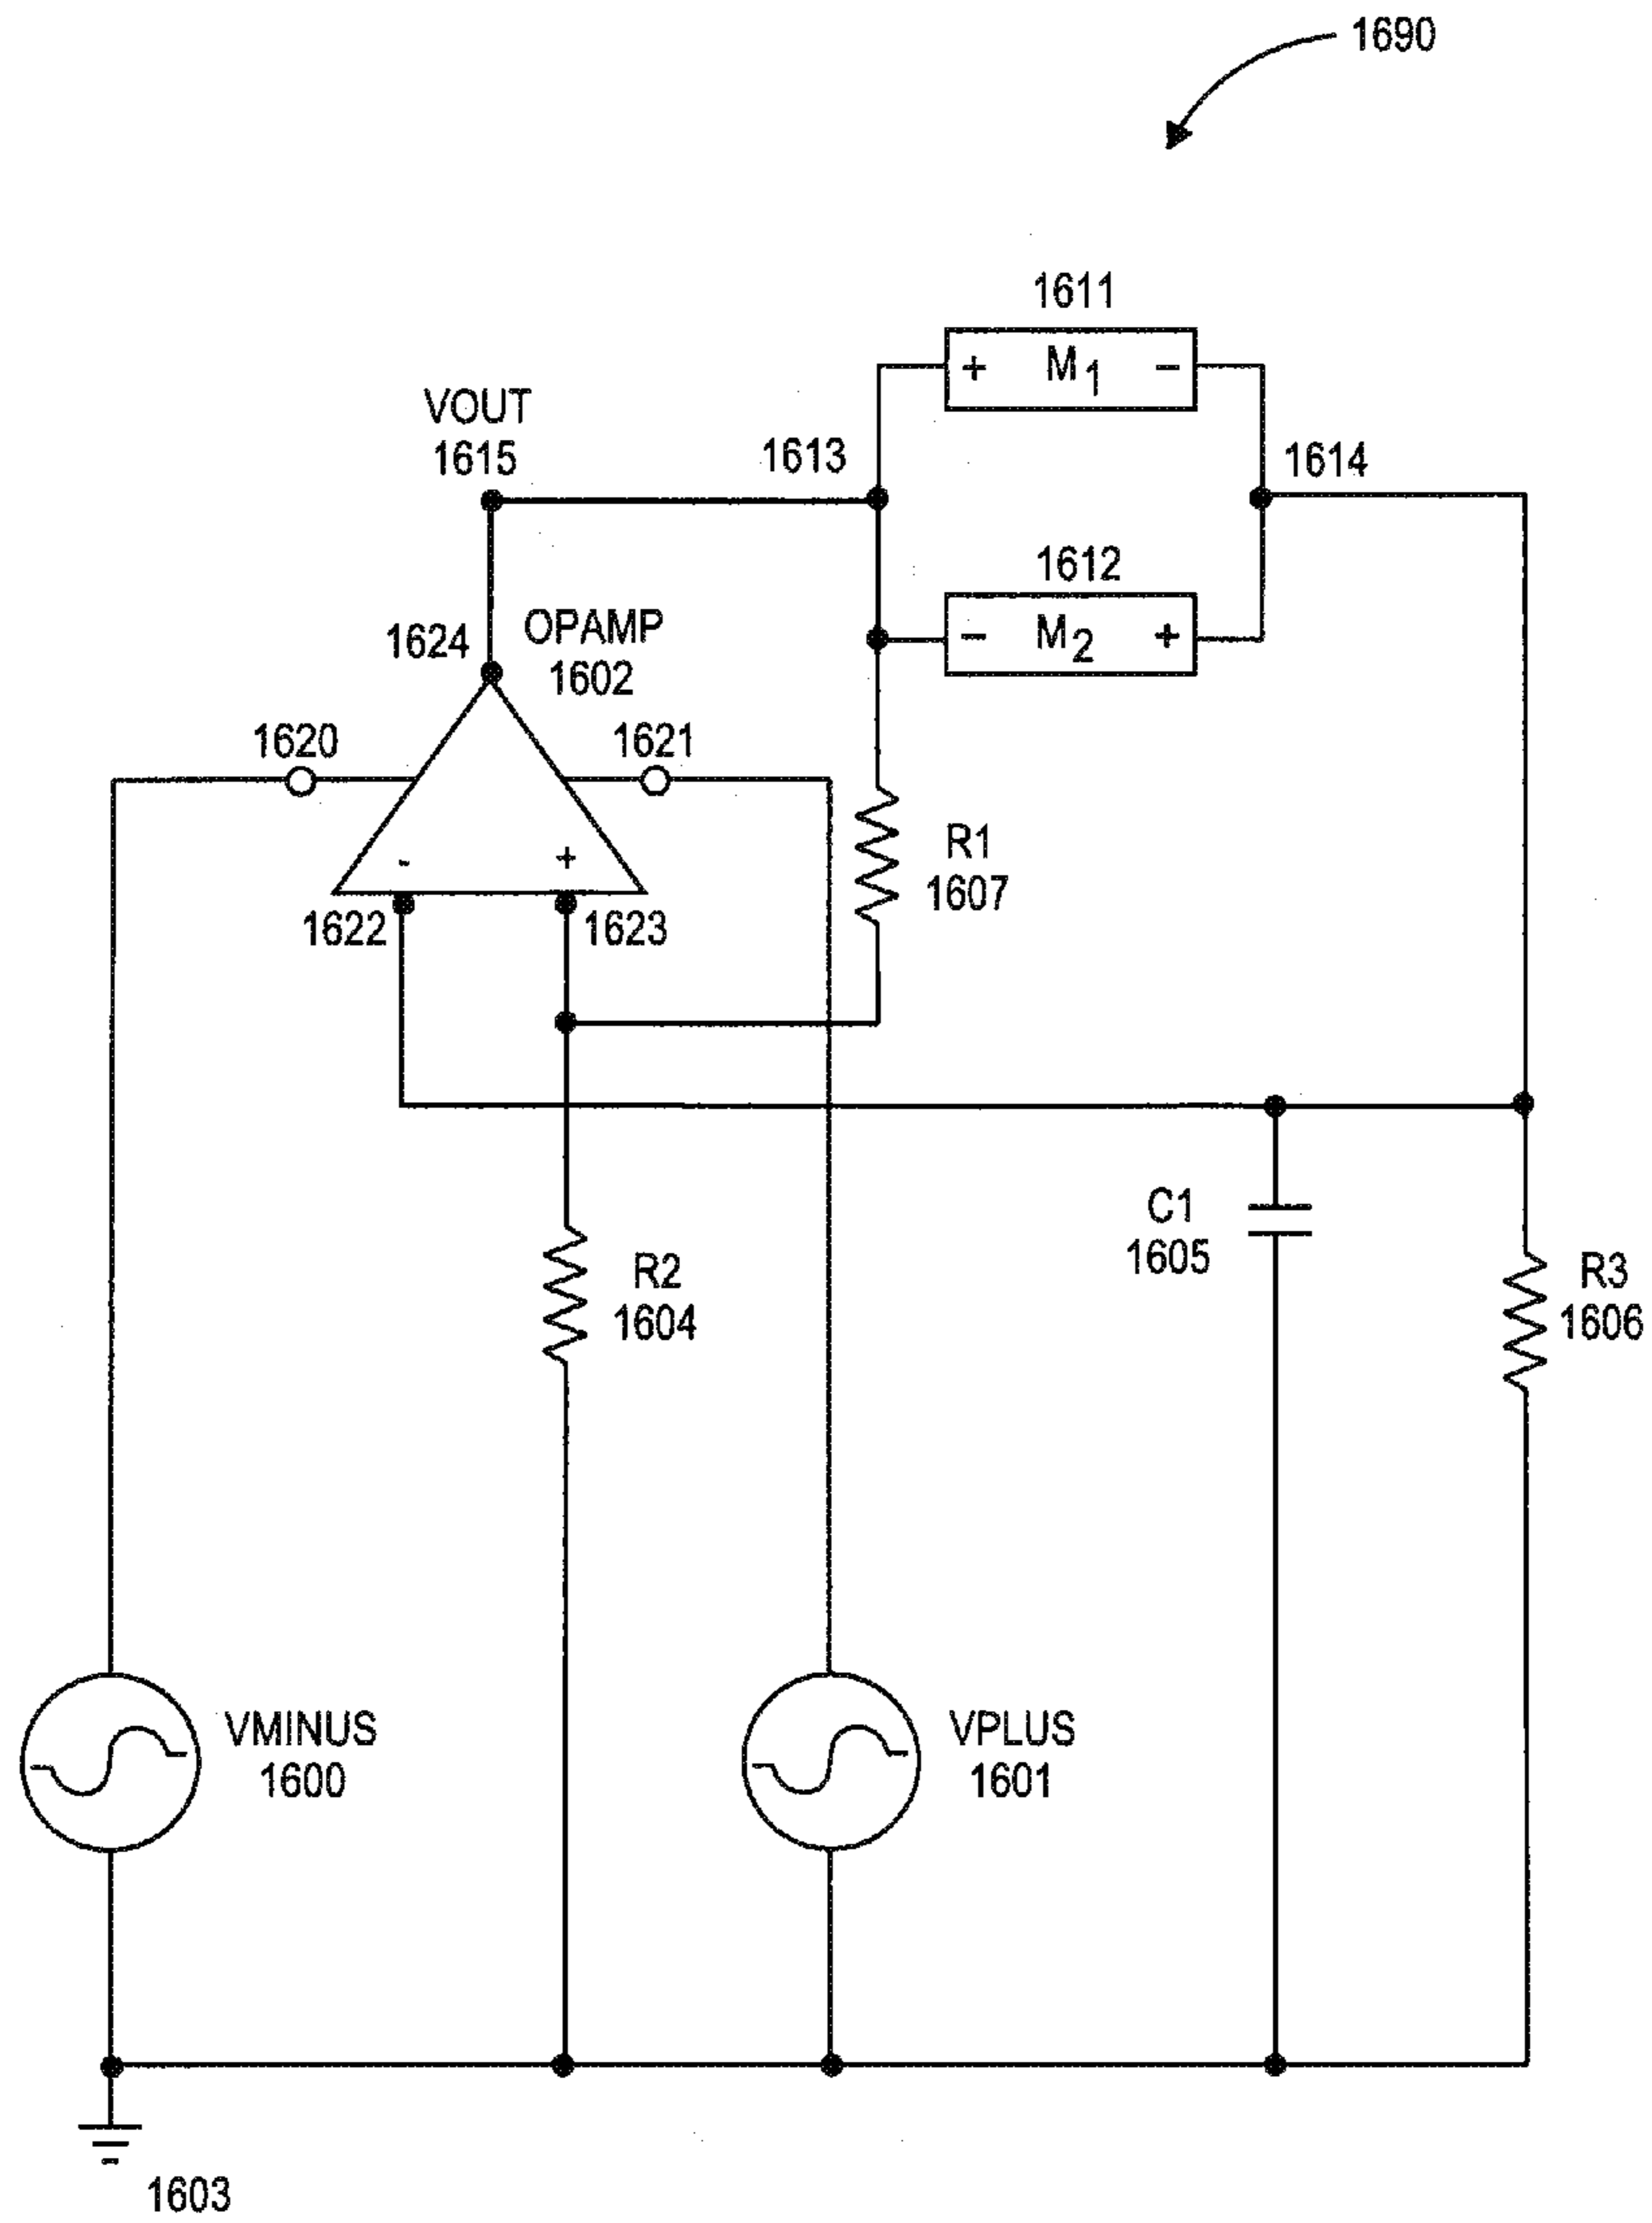 1690
1611
+ M1 −
VOUT
1615
1613
1614
1612
− M2 +
1624
OPAMP
1602
1620
1621
- +
R1
1607
1622
1623
C1
1605
R2
1604
R3
1606
VMINUS
1600
VPLUS
1601
1603